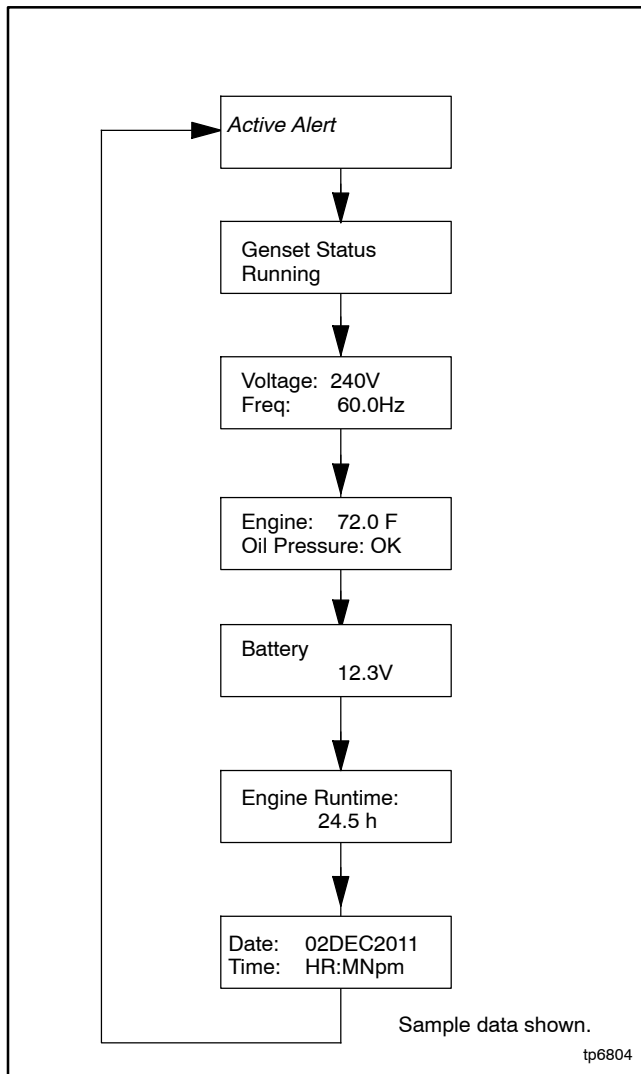 Active Alert
Genset Status
Running
Voltage: 240V
Freq: 60.0Hz
Engine: 72.0 F
Oil Pressure: OK
Battery
12.3V
Engine Runtime:
24.5 h
Date: 02DEC2011
Time: HR:MNpm
Sample data shown.
tp6804